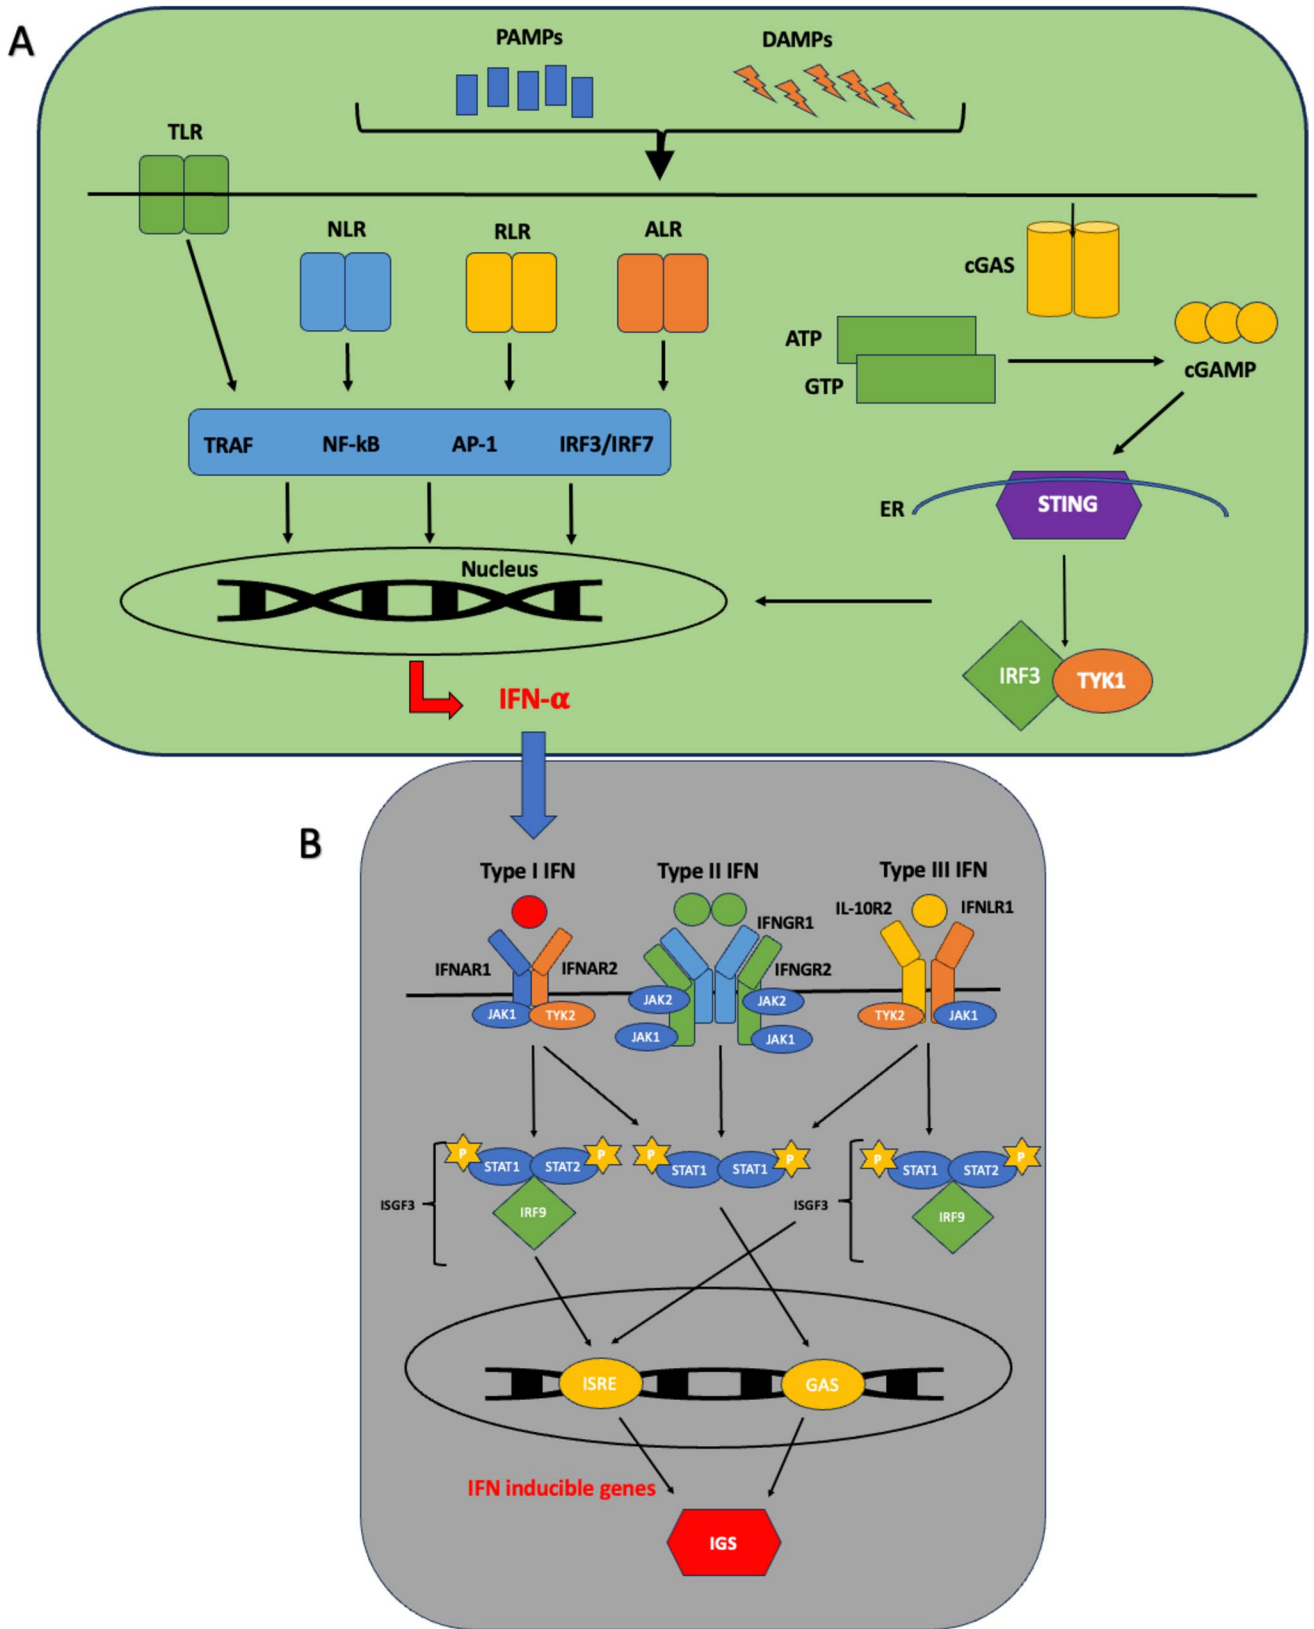 A
PAMPs
DAMPs
TLR
NLR
RLR
ALR
cGAS
ATP
GTP
cGAMP
TRAF
NF-kB
AP-1
IRF3/IRF7
ER
STING
Nucleus
IRF3
TYK1
IFN-α
B
Type I IFN
Type II IFN
Type III IFN
IL-10R2
IFNLR1
IFNGR1
IFNAR1
IFNAR2
IFNGR2
JAK2
JAK2
JAK1
TYK2
TYK2
JAK1
JAK1
JAK1
P
P
P
P
P
P
STAT1
STAT2
STAT1
STAT1
STAT1
STAT2
ISGF3
IRF9
ISGF3
IRF9
ISRE
GAS
IFN inducible genes
IGS